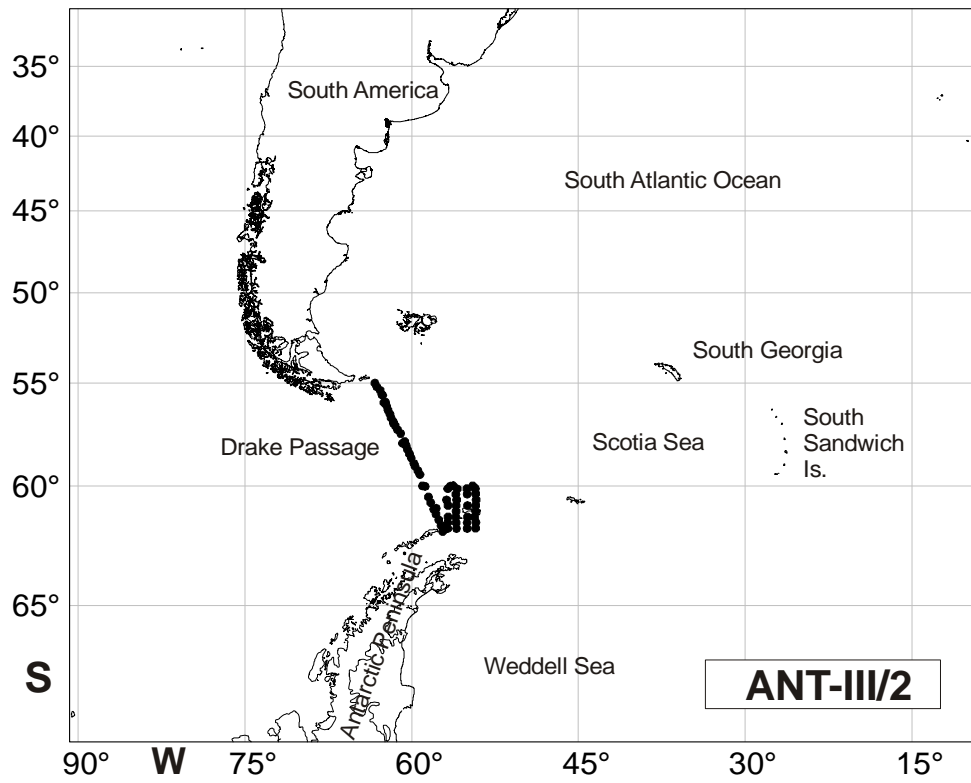 35°
South America
40°
South Atlantic Ocean
45°
50°
South Georgia
55°
South
Drake Passage
Scotia Sea
Sandwich
Is.
60°
Antarctic Peninsula
65°
Weddell Sea
S
ANT-III/2
90°
W
75°
60°
45°
30°
15°